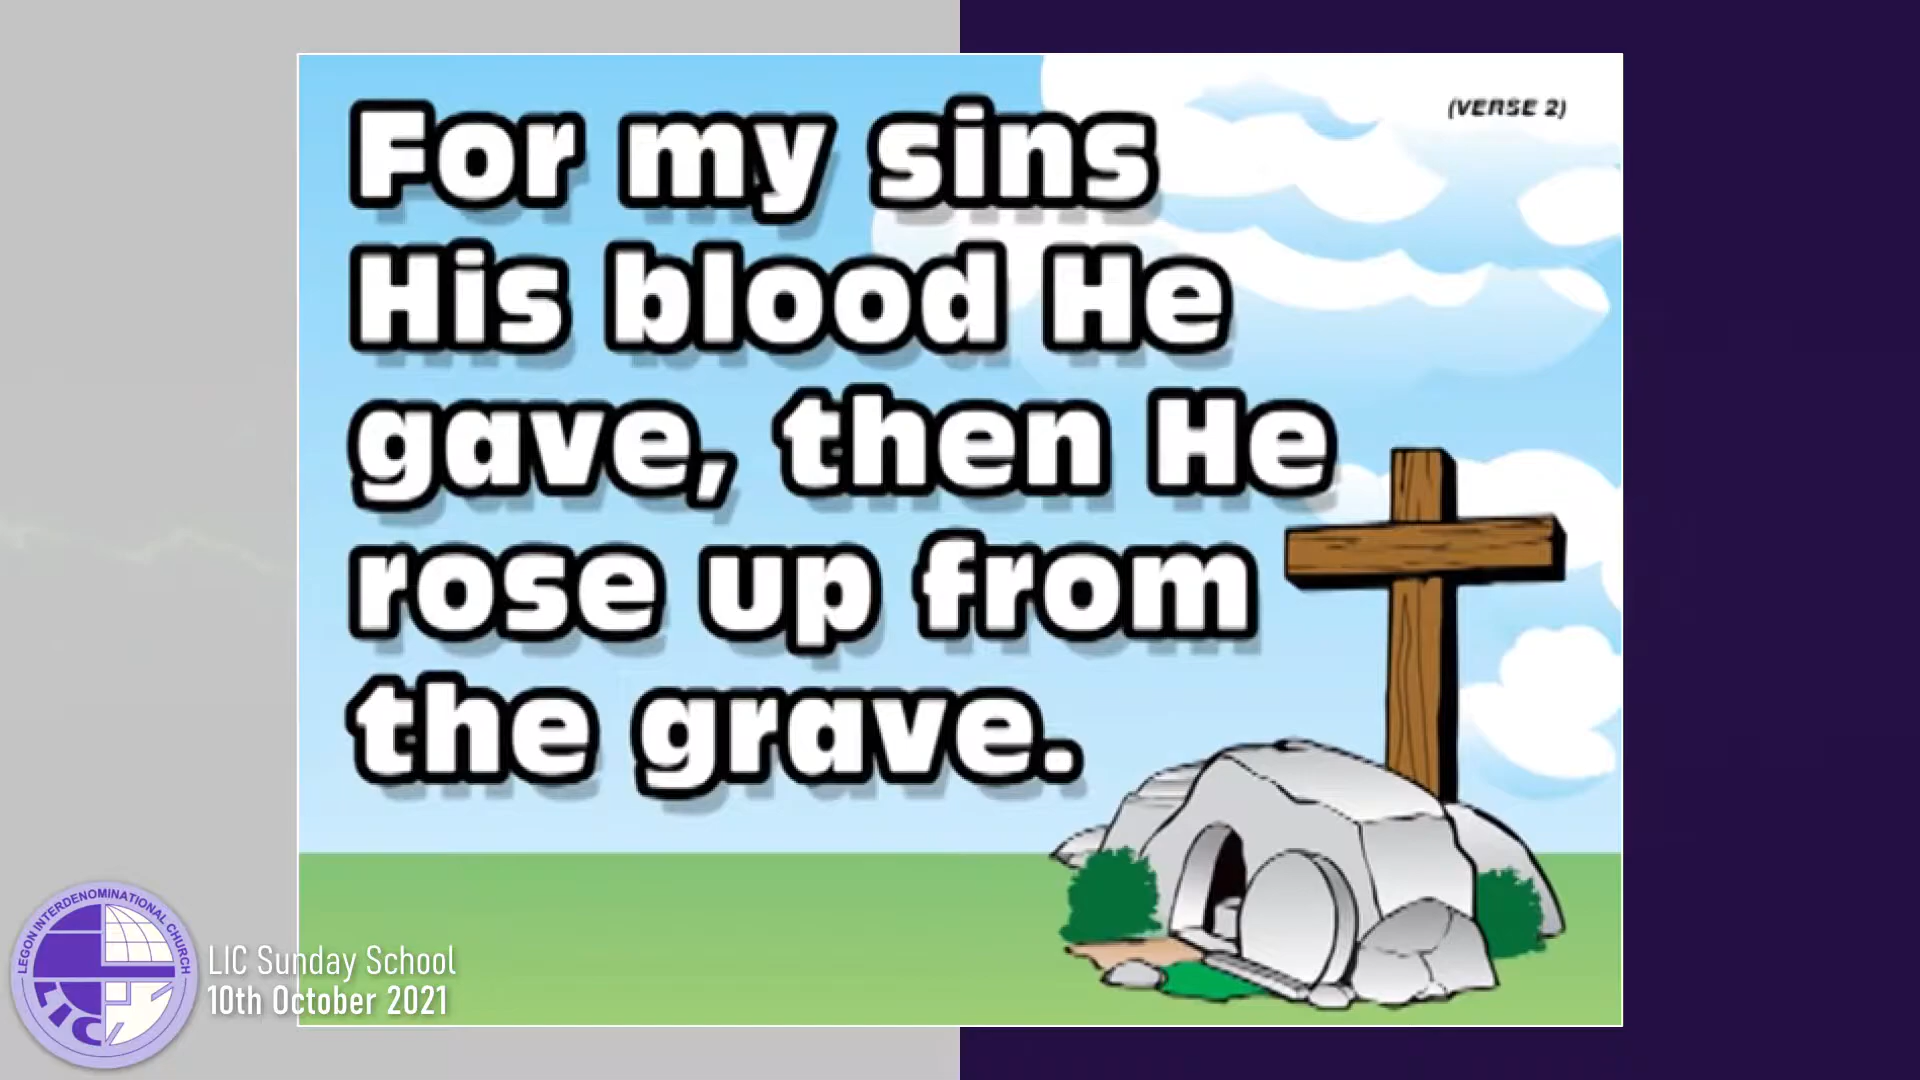 (VERSE 2)
For my sins
His blood He
gave, then He
rose up from
the grave.
LEGON INTERDENOMINATIONAL CHURCH
LIC
LIC Sunday School
10th October 2021